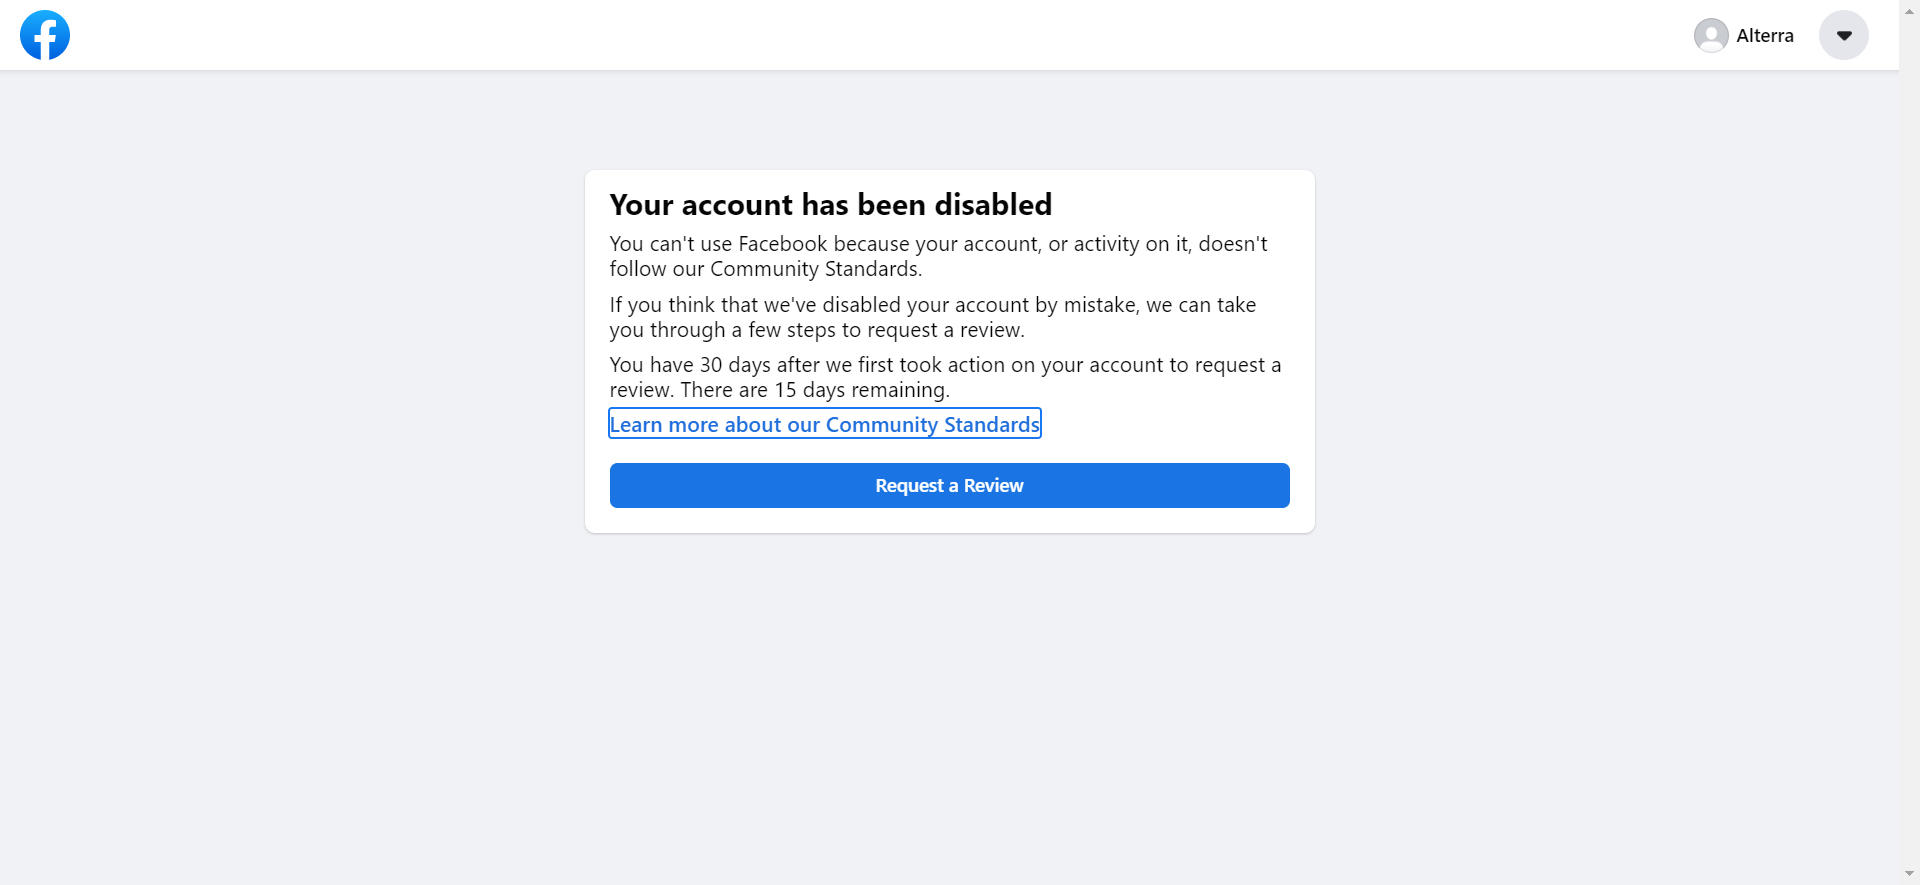 Alterra
Your account has been disabled
You can't use Facebook because your account, or activity on it, doesn't
follow our Community Standards.
If you think that we've disabled your account by mistake, we can take
you through a few steps to request a review.
You have 30 days after we first took action on your account to request a
review. There are 15 days remaining.
Learn more about our Community Standards
Request a Review